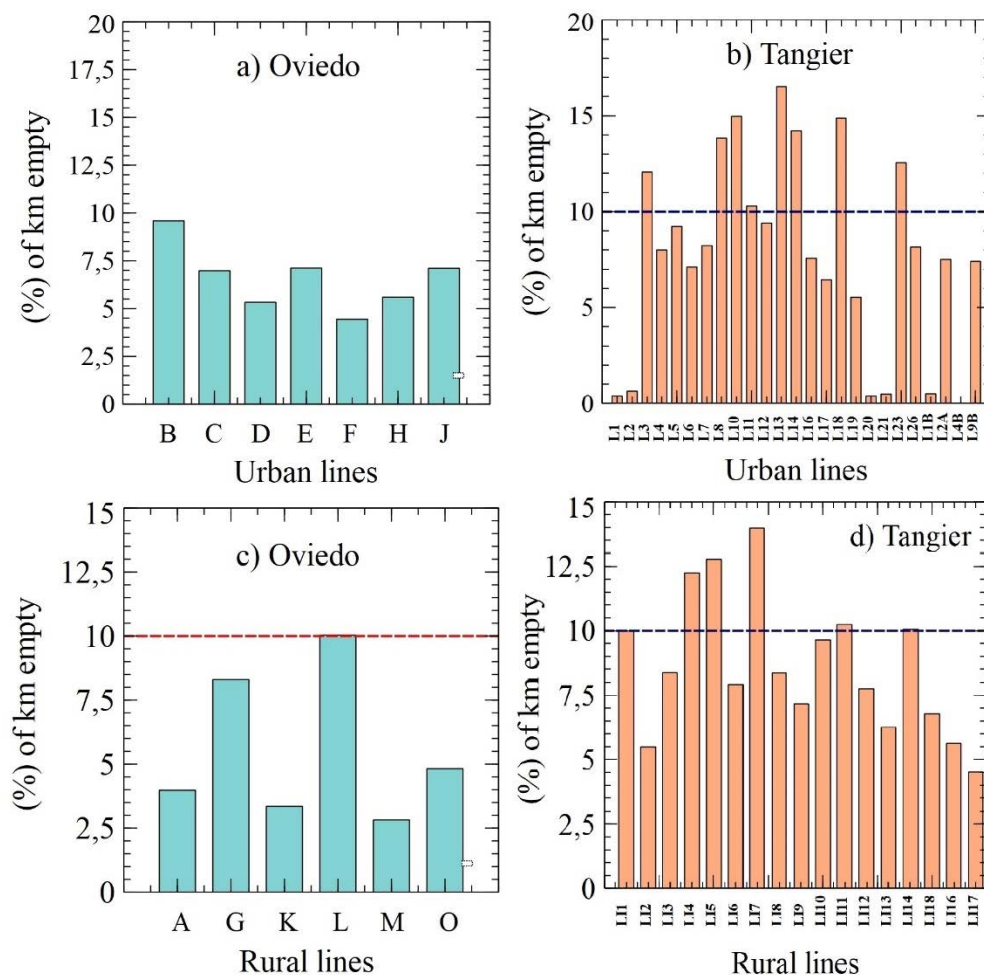 a) Oviedo
(%) of km empty
20
17,5
15
12,5
10
7,5
5
2,5
0
B C D E F H J
Urban lines
b) Tangier
(%) of km empty
20
15
10
5
0
L1 L2 L3 L4 L5 L6 L7 L8 L10 L11 L12 L13 L14 L16 L17 L18 L19 L20 L21 L23 L26 L1B L2A L4B L9B
Urban lines
c) Oviedo
(%) of km empty
15
12,5
10
7,5
5
2,5
0
A G K L M O
Rural lines
d) Tangier
(%) of km empty
15
12,5
10
7,5
5
2,5
0
LI1 LI2 LI3 LI4 LI5 LI6 LI7 LI8 LI9 LI10 LI11 LI12 LI13 LI14 LI18 LI16 LI17
Rural lines